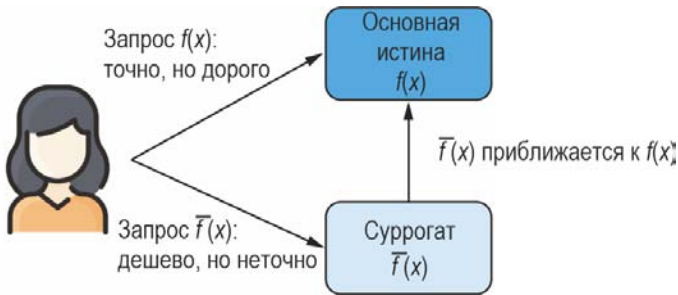 Запрос f(x):
точно, но дорого
Основная
истина
f(x)
f̅(x) приближается к f(x)
Запрос f̅(x):
дешево, но неточно
Суррогат
f̅(x)